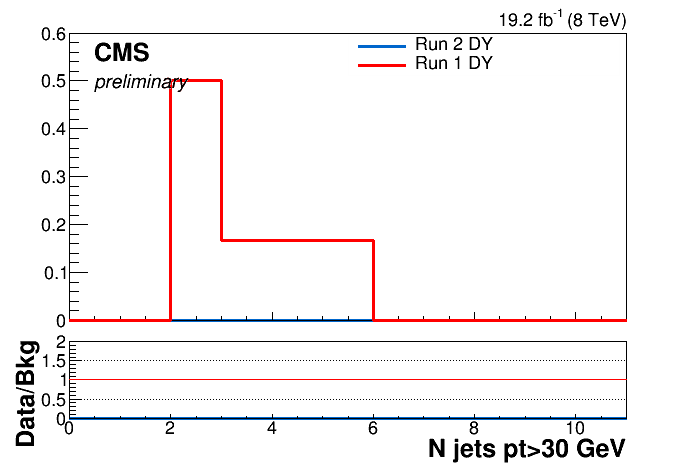 19.2 fb-1 (8 TeV)
CMS
preliminary
Run 2 DY
Run 1 DY
0.6
0.5
0.4
0.3
0.2
0.1
0
Data/Bkg
2
1.5
1
0.5
0
0 2 4 6 8 10
N jets pt>30 GeV